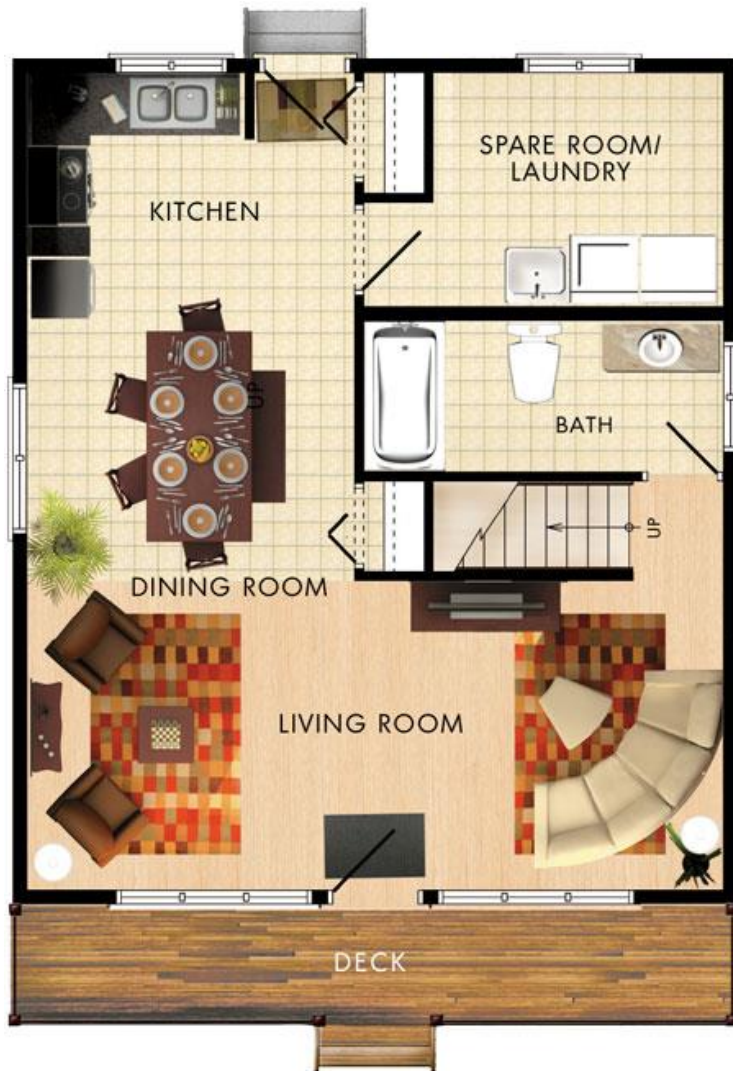 SPARE ROOM/
LAUNDRY
KITCHEN
UP
BATH
UP
DINING ROOM
LIVING ROOM
DECK